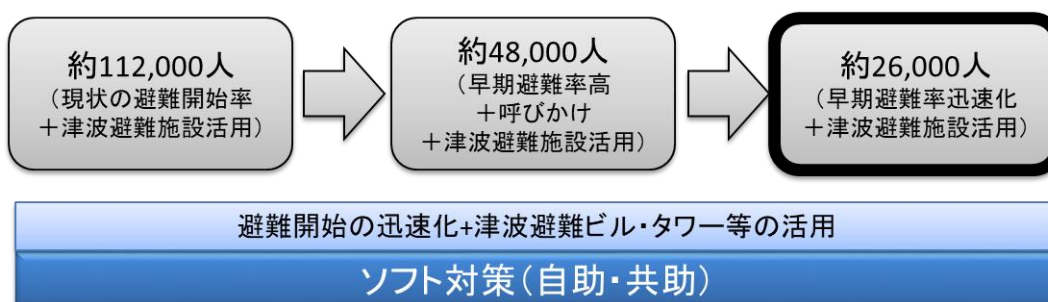 約112,000人
（現状の避難開始率
＋津波避難施設活用）
約48,000人
（早期避難率高
＋呼びかけ
＋津波避難施設活用）
約26,000人
（早期避難率迅速化
＋津波避難施設活用）
避難開始の迅速化+津波避難ビル・タワー等の活用
ソフト対策（自助・共助）